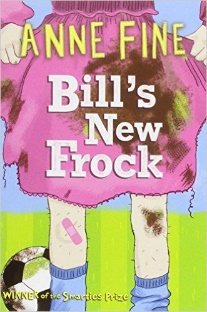 ANNE FINE
Bill's
New
Frock
WINNER of the Smarties Prize